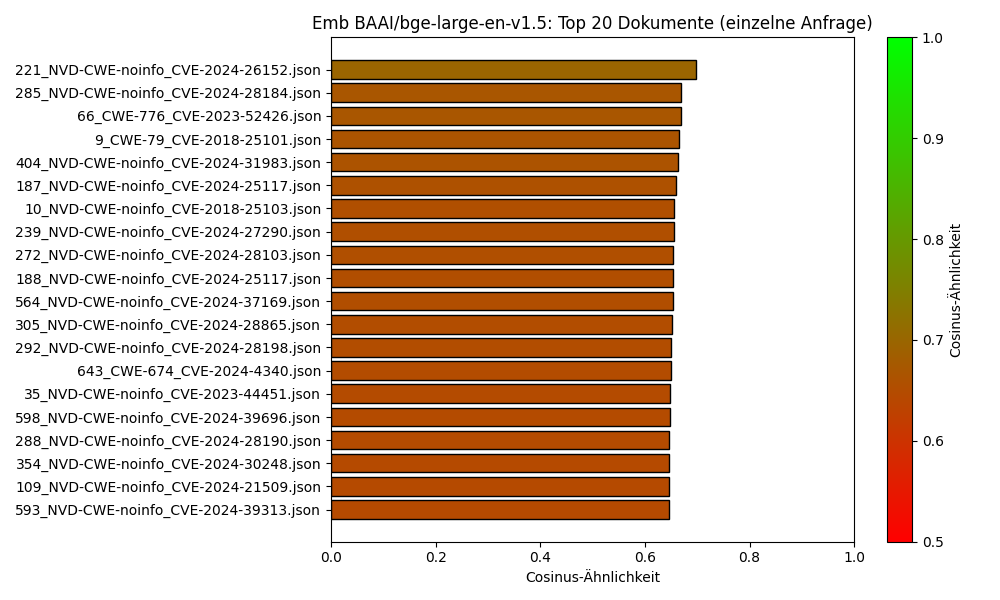 Emb BAAI/bge-large-en-v1.5: Top 20 Dokumente (einzelne Anfrage)
221_NVD-CWE-noinfo_CVE-2024-26152.json
285_NVD-CWE-noinfo_CVE-2024-28184.json
66_CWE-776_CVE-2023-52426.json
9_CWE-79_CVE-2018-25101.json
404_NVD-CWE-noinfo_CVE-2024-31983.json
187_NVD-CWE-noinfo_CVE-2024-25117.json
10_NVD-CWE-noinfo_CVE-2018-25103.json
239_NVD-CWE-noinfo_CVE-2024-27290.json
272_NVD-CWE-noinfo_CVE-2024-28103.json
188_NVD-CWE-noinfo_CVE-2024-25117.json
564_NVD-CWE-noinfo_CVE-2024-37169.json
305_NVD-CWE-noinfo_CVE-2024-28865.json
292_NVD-CWE-noinfo_CVE-2024-28198.json
643_CWE-674_CVE-2024-4340.json
35_NVD-CWE-noinfo_CVE-2023-44451.json
598_NVD-CWE-noinfo_CVE-2024-39696.json
288_NVD-CWE-noinfo_CVE-2024-28190.json
354_NVD-CWE-noinfo_CVE-2024-30248.json
109_NVD-CWE-noinfo_CVE-2024-21509.json
593_NVD-CWE-noinfo_CVE-2024-39313.json
0.0 0.2 0.4 0.6 0.8 1.0
Cosinus-Ähnlichkeit
1.0
0.9
0.8
0.7
0.6
0.5
Cosinus-Ähnlichkeit